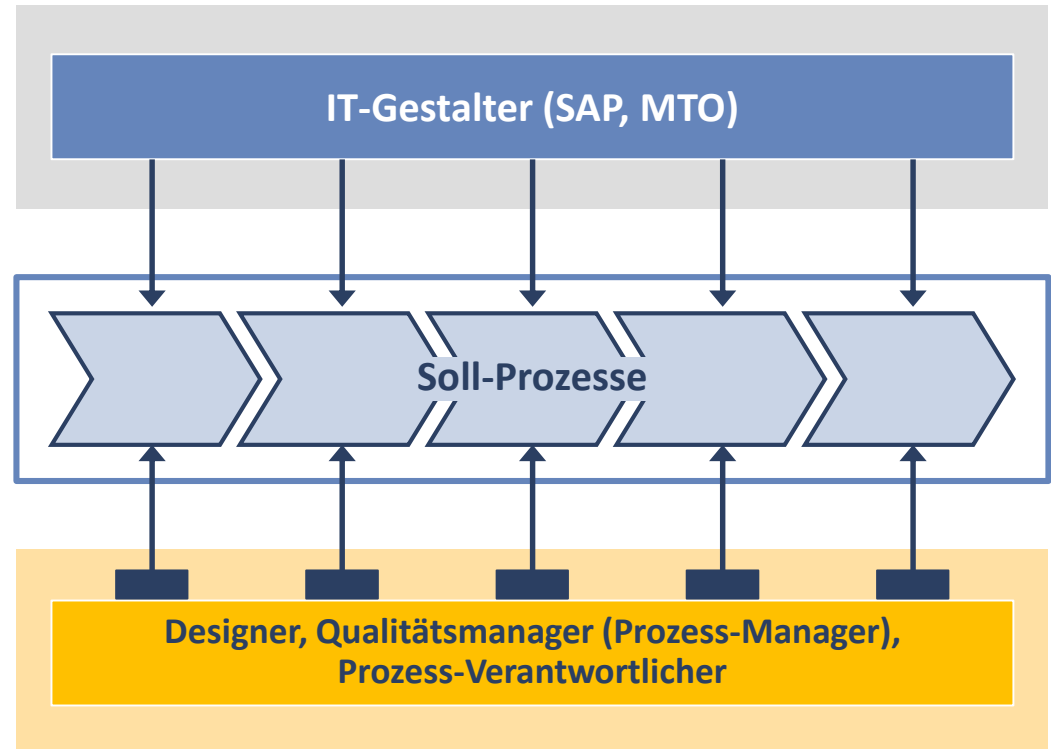 IT-Gestalter (SAP, MTO)
Soll-Prozesse
Designer, Qualitätsmanager (Prozess-Manager),
Prozess-Verantwortlicher